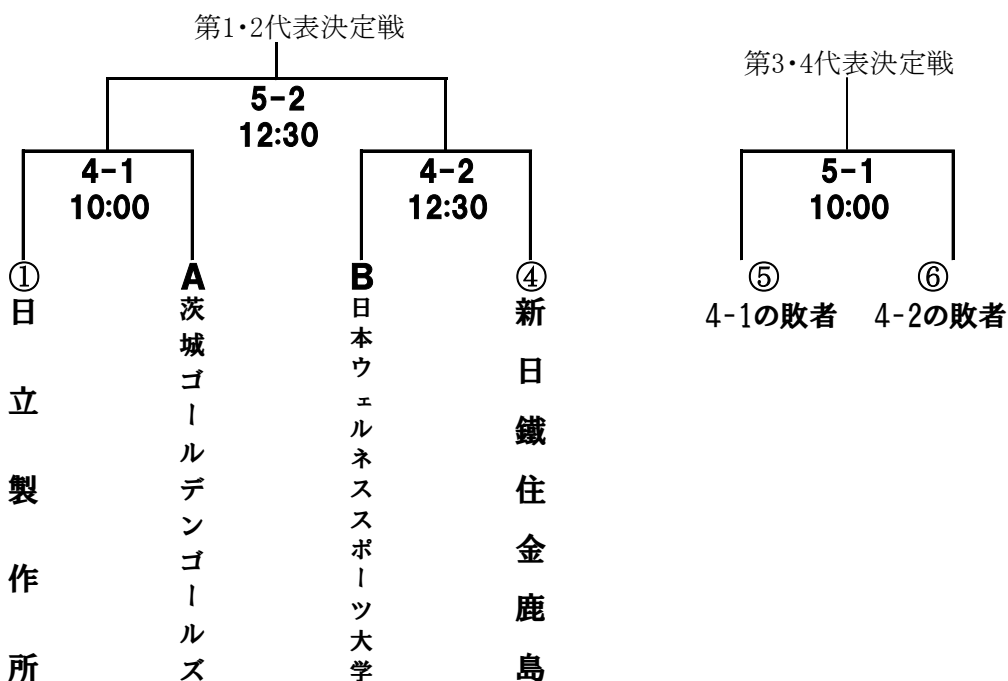 第1・2代表決定戦
第3・4代表決定戦
5-2
12:30
4-1
10:00
4-2
12:30
5-1
10:00
①
A
B
④
⑤
⑥
日立製作所
茨城ゴールデンゴールズ
日本ウェルネススポーツ大学
新日鐵住金鹿島
4-1の敗者
4-2の敗者